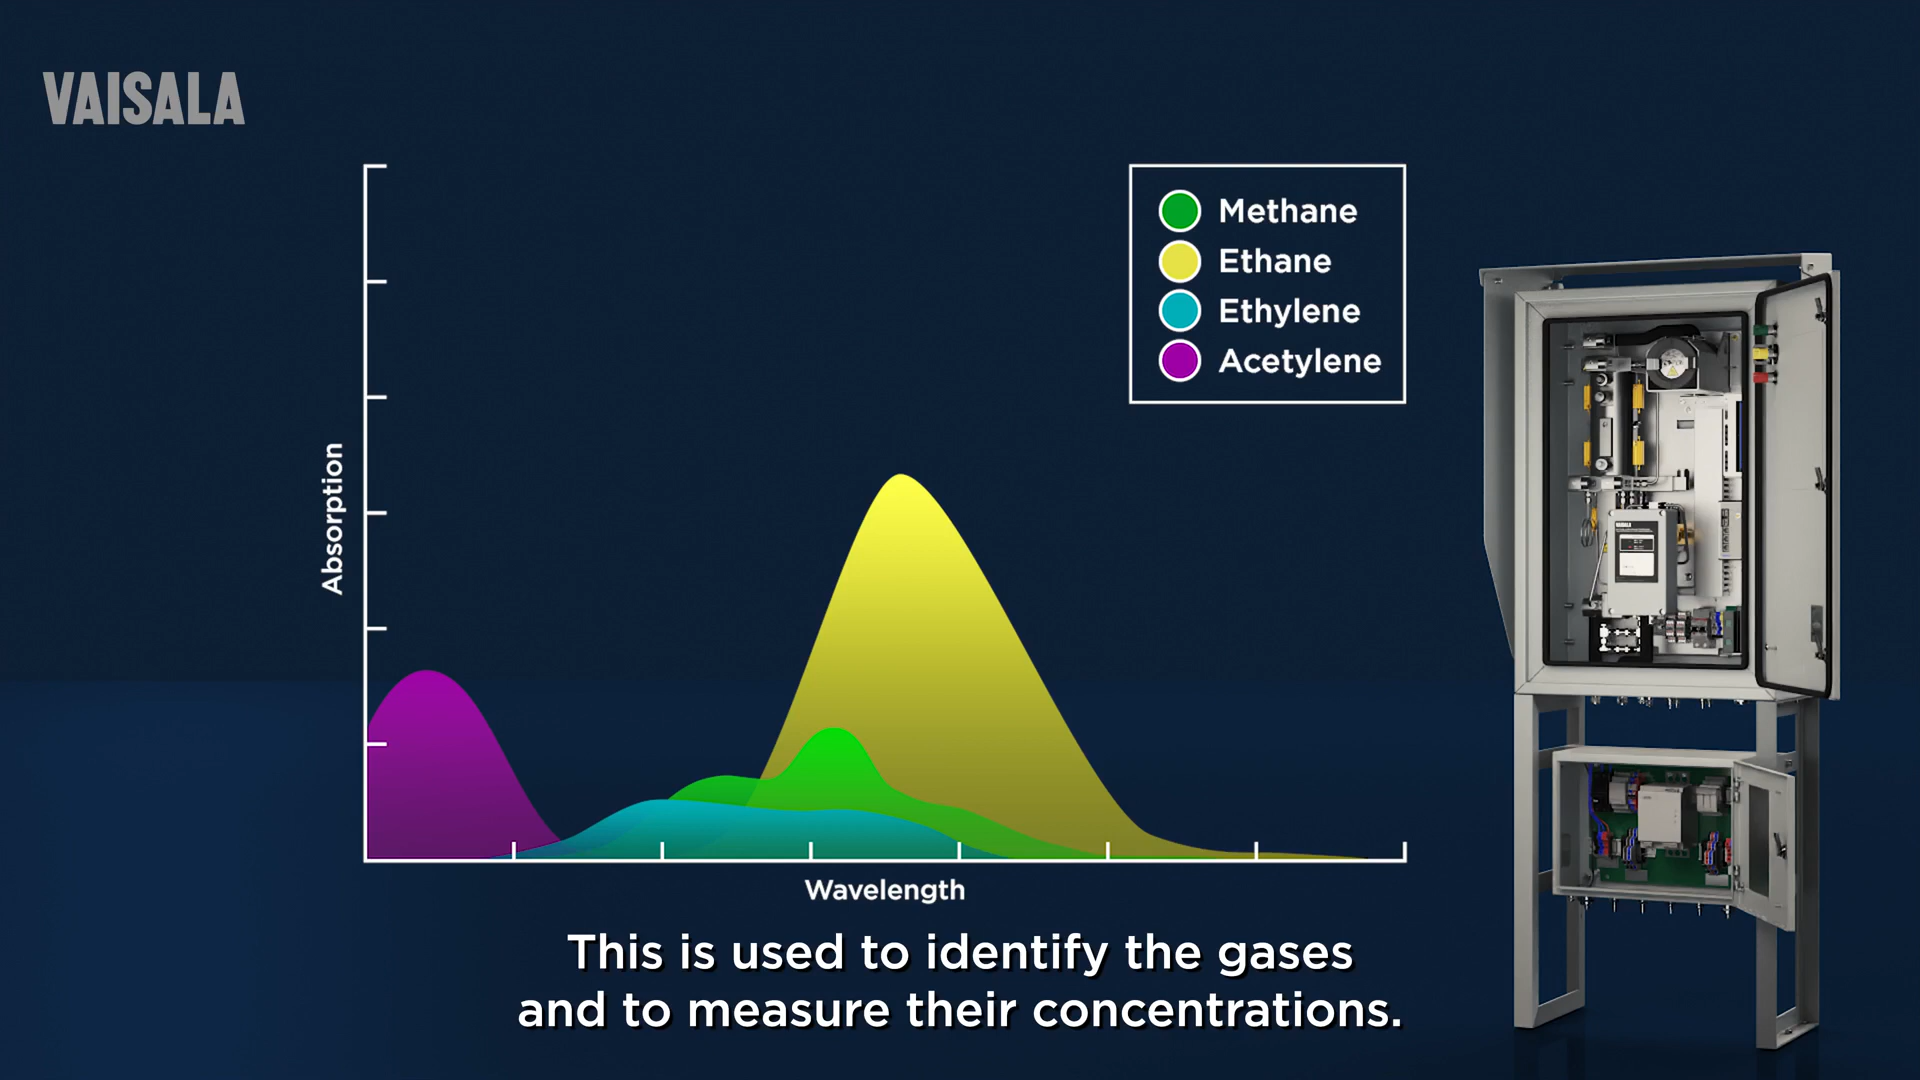 VAISALA
Methane
Ethane
Ethylene
Acetylene
Absorption
Wavelength
This is used to identify the gases
and to measure their concentrations.